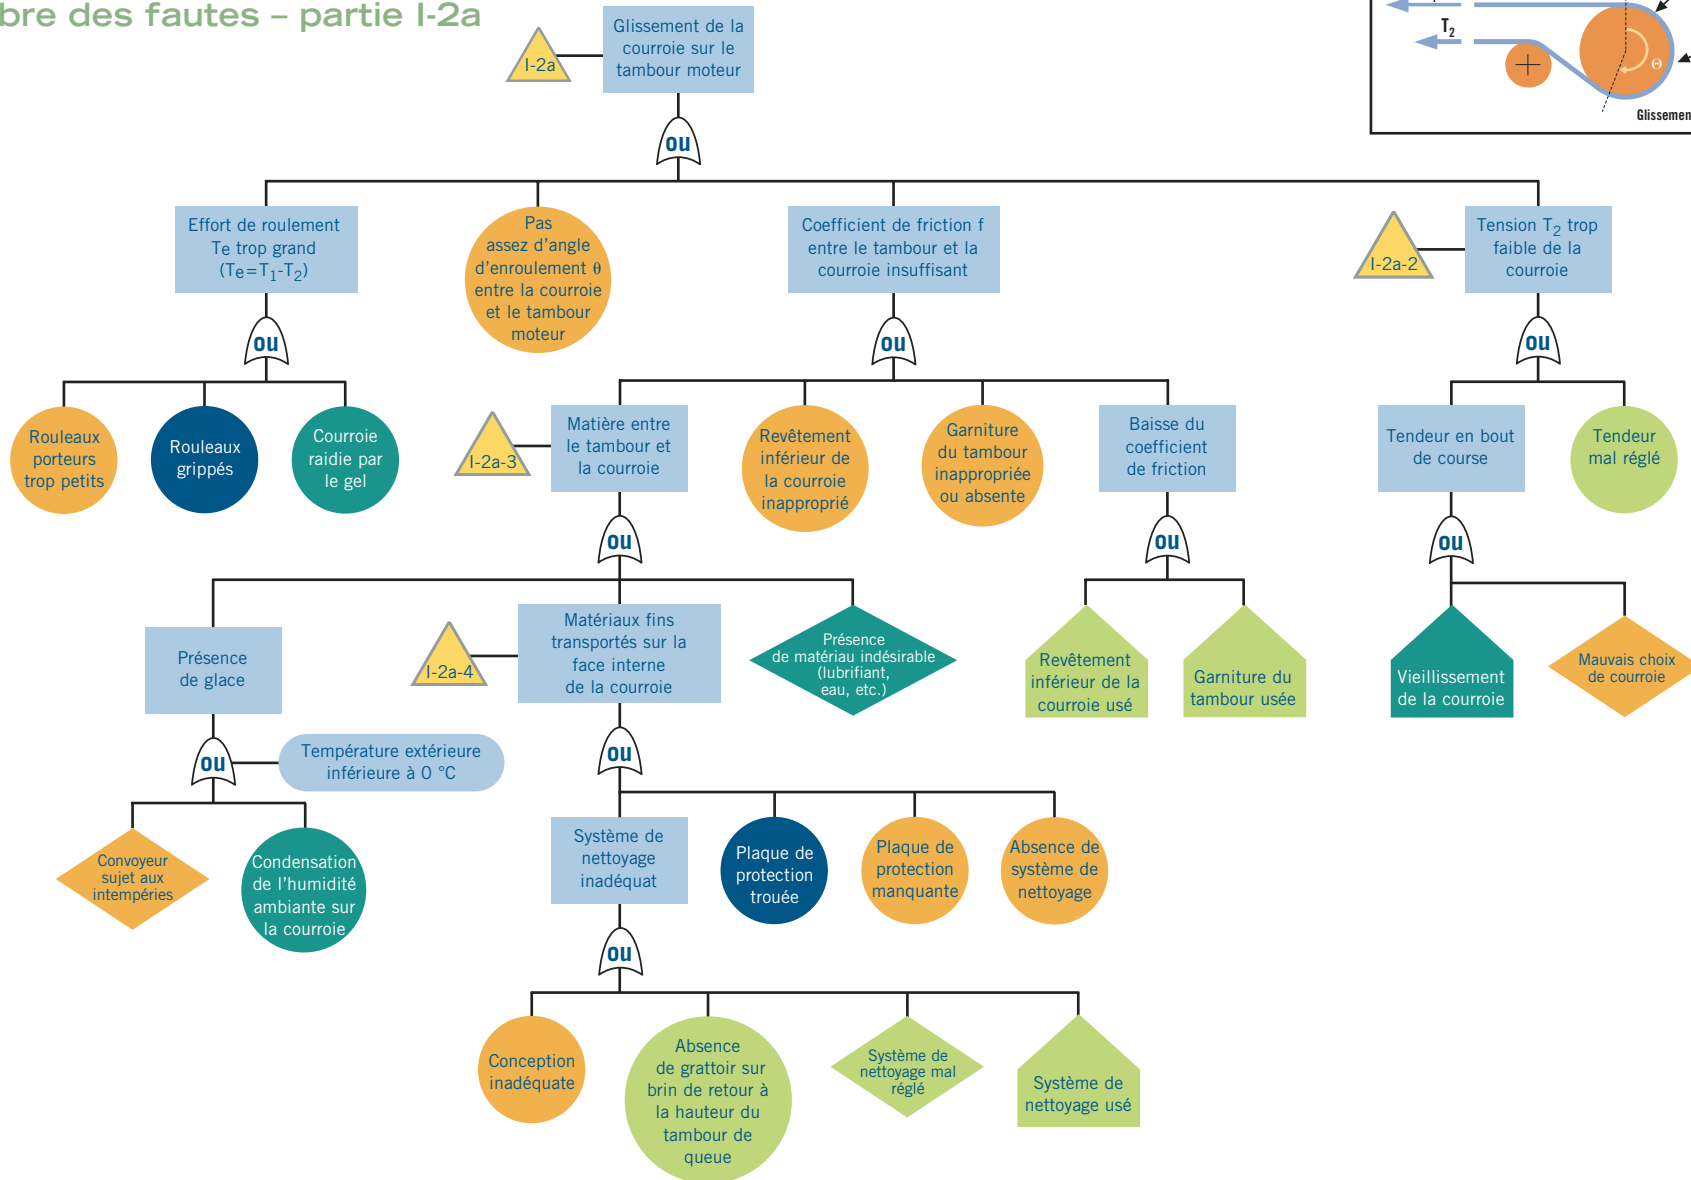 bre des fautes – partie I-2a
Glissement de la
courroie sur le
tambour moteur
I-2a
T2
Θ
Glissemen
ou
Effort de roulement
Te trop grand
(Te=T1-T2)
Pas
assez d'angle
d'enroulement θ
entre la courroie
et le tambour
moteur
Coefficient de friction f
entre le tambour et la
courroie insuffisant
I-2a-2
Tension T2 trop
faible de la
courroie
ou
ou
ou
Rouleaux
porteurs
trop petits
Rouleaux
grippés
Courroie
raidie par
le gel
I-2a-3
Matière entre
le tambour et
la courroie
Revêtement
inférieur de
la courroie
inapproprié
Garniture
du tambour
inappropriée
ou absente
Baisse du
coefficient
de friction
Tendeur en bout
de course
Tendeur
mal réglé
ou
ou
ou
Présence
de glace
I-2a-4
Matériaux fins
transportés sur la
face interne
de la courroie
Présence
de matériau indésirable
(lubrifiant,
eau, etc.)
Revêtement
inférieur de la
courroie usé
Garniture du
tambour usée
Vieillissement
de la courroie
Mauvais choix
de courroie
ou
Température extérieure
inférieure à 0 °C
ou
Convoyeur
sujet aux
intempéries
Condensation
de l'humidité
ambiante sur
la courroie
Système de
nettoyage
inadéquat
Plaque de
protection
trouée
Plaque de
protection
manquante
Absence de
système de
nettoyage
ou
Conception
inadéquate
Absence
de grattoir sur
brin de retour à
la hauteur du
tambour de
queue
Système de
nettoyage mal
réglé
Système de
nettoyage usé